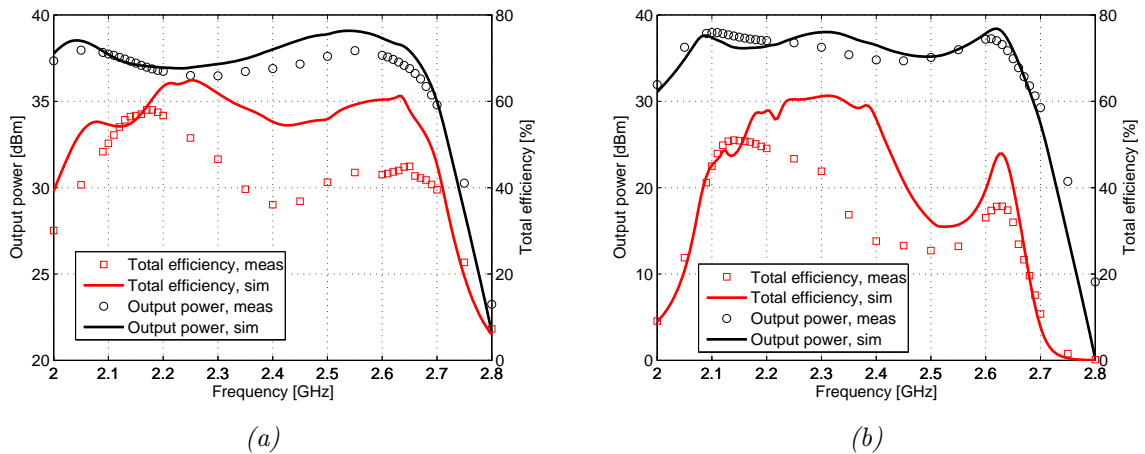 40
35
30
25
20
Output power [dBm]
80
60
40
20
0
Total efficiency [%]
Total efficiency, meas
Total efficiency, sim
Output power, meas
Output power, sim
2 2.1 2.2 2.3 2.4 2.5 2.6 2.7 2.8
Frequency [GHz]
(a)
40
30
20
10
0
Output power [dBm]
80
60
40
20
0
Total efficiency [%]
Total efficiency, meas
Total efficiency, sim
Output power, meas
Output power, sim
2 2.1 2.2 2.3 2.4 2.5 2.6 2.7 2.8
Frequency [GHz]
(b)